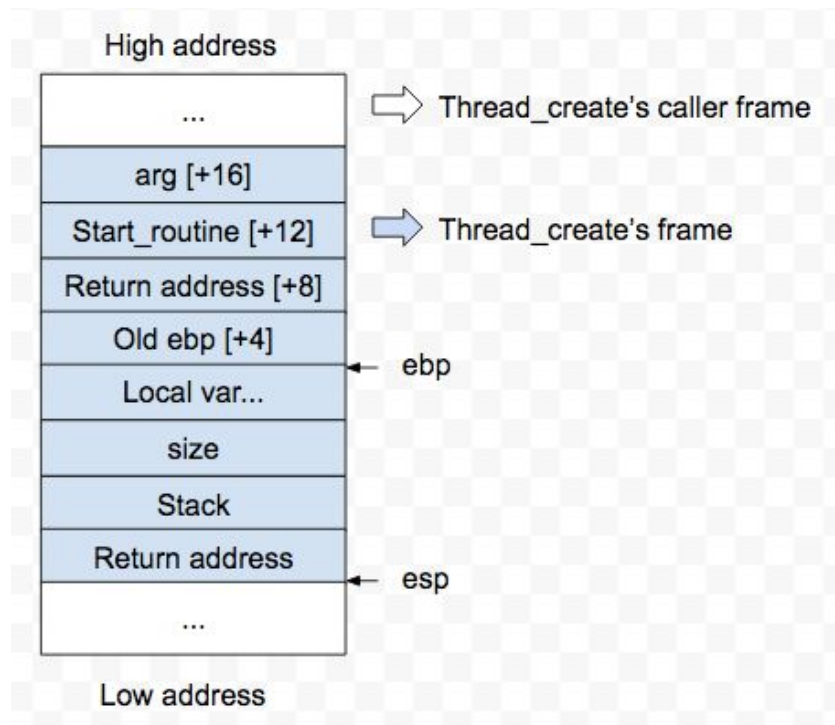 High address
...
Thread_create's caller frame
arg [+16]
Start_routine [+12]
Thread_create's frame
Return address [+8]
Old ebp [+4]
ebp
Local var...
size
Stack
Return address
esp
...
Low address